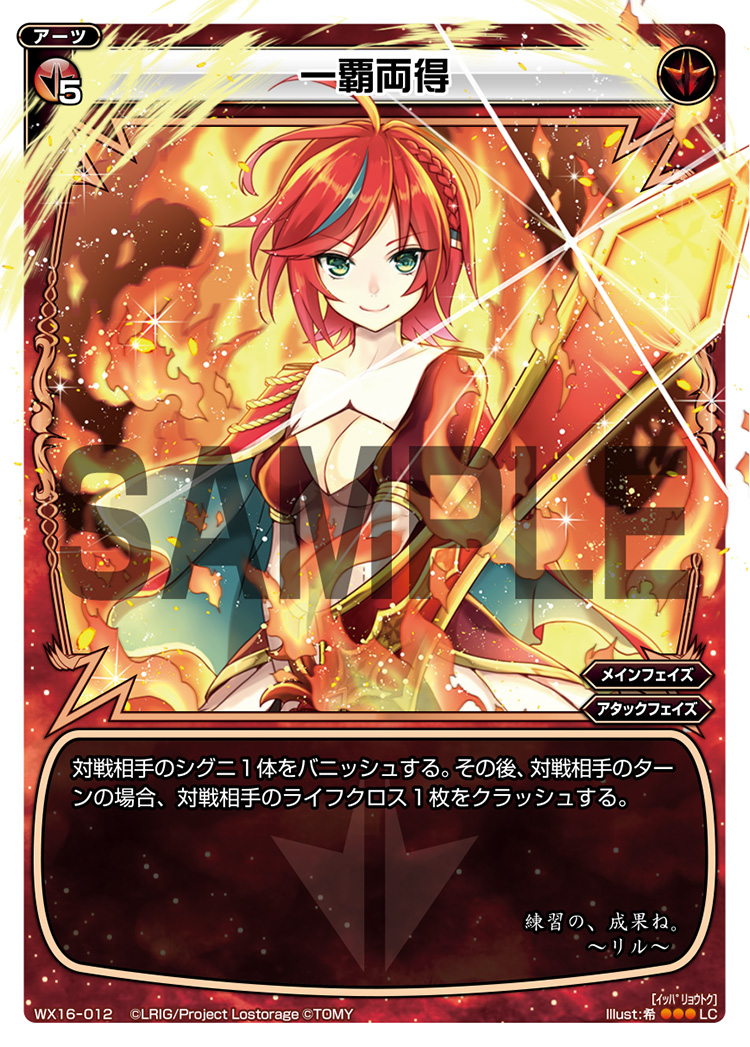 アーツ
5
一覇両得
SAMPLE
メインフェイズ
アタックフェイズ
対戦相手のシグニ1体をバニッシュする。その後、対戦相手のター
ンの場合、対戦相手のライフクロス1枚をクラッシュする。
練習の、成果ね。
～リル～
[イッパリョウトク]
WX16-012 ©LRIG/Project Lostorage ©TOMY Illust:希 LC